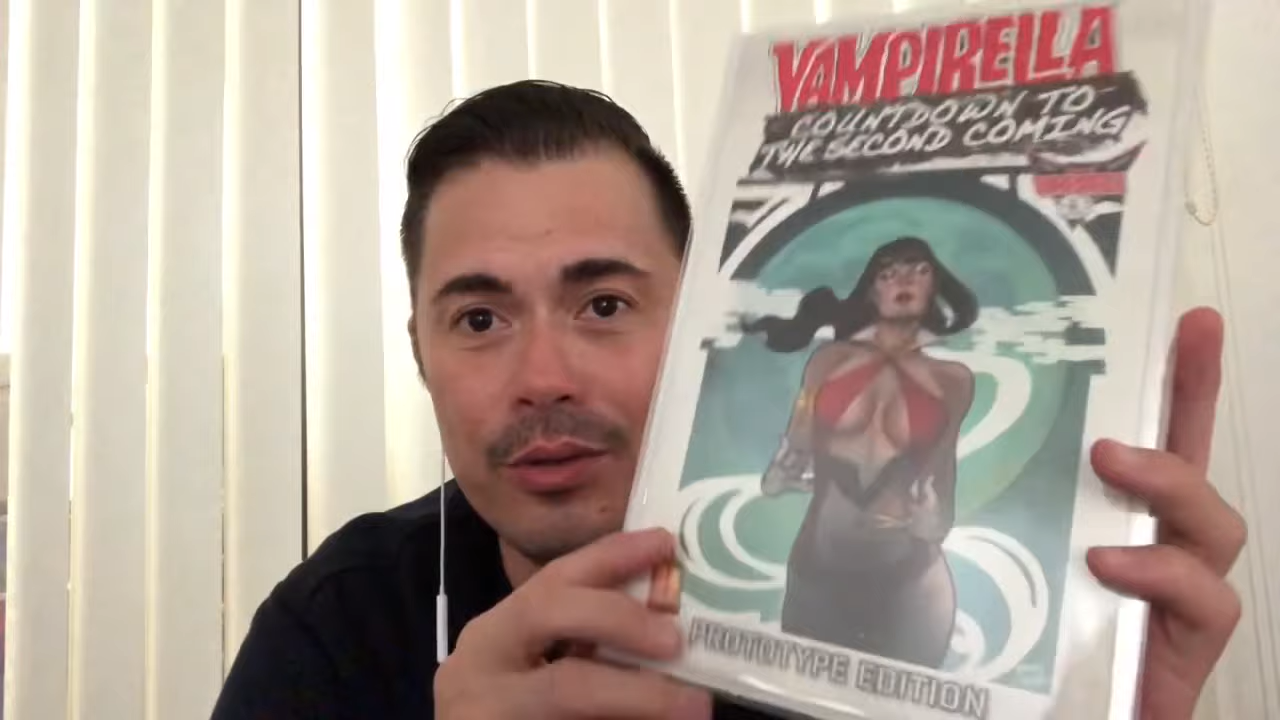 VAMPIRELLA
COUNTDOWN TO
THE SECOND COMING
PROTOTYPE EDITION